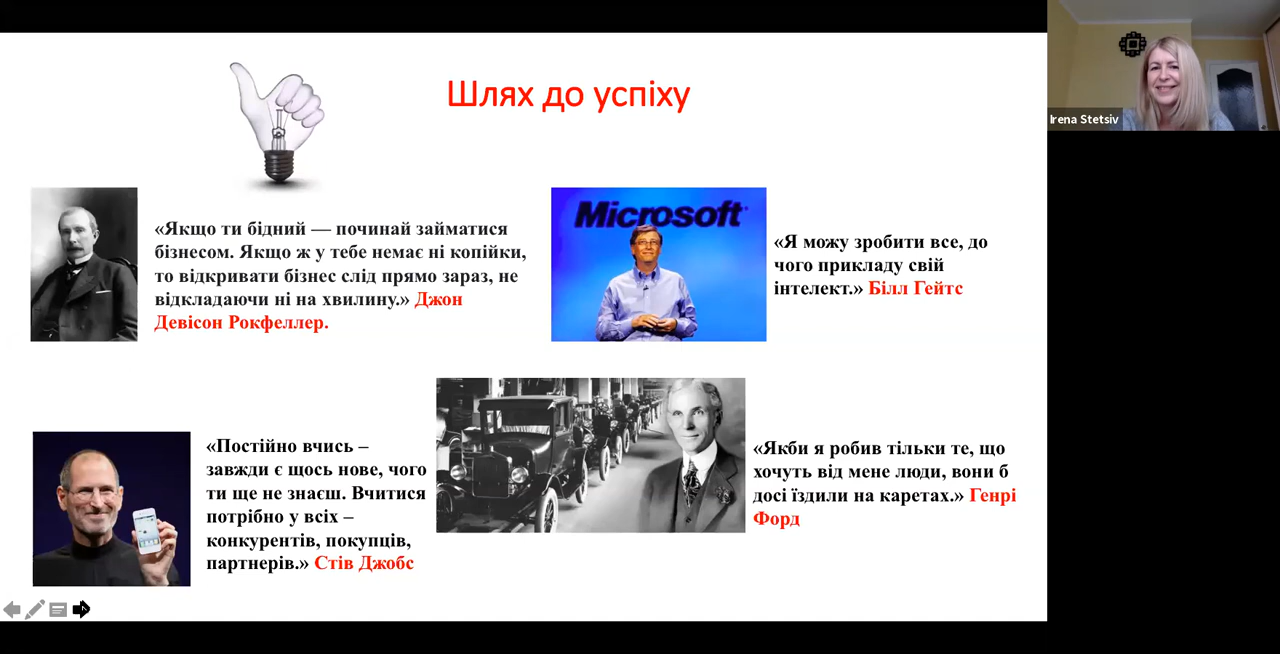 Шлях до успіху
«Якщо ти бідний — починай займатися
бізнесом. Якщо ж у тебе немає ні копійки,
то відкривати бізнес слід прямо зараз, не
відкладаючи ні на хвилину.» Джон
Девісон Рокфеллер.
Microsoft
«Я можу зробити все, до
чого прикладу свій
інтелект.» Білл Гейтс
«Постійно вчись –
завжди є щось нове, чого
ти ще не знаєш. Вчитися
потрібно у всіх –
конкурентів, покупців,
партнерів.» Стів Джобс
«Якби я робив тільки те, що
хочуть від мене люди, вони б
досі їздили на каретах.» Генрі
Форд
Irena Stetsiv